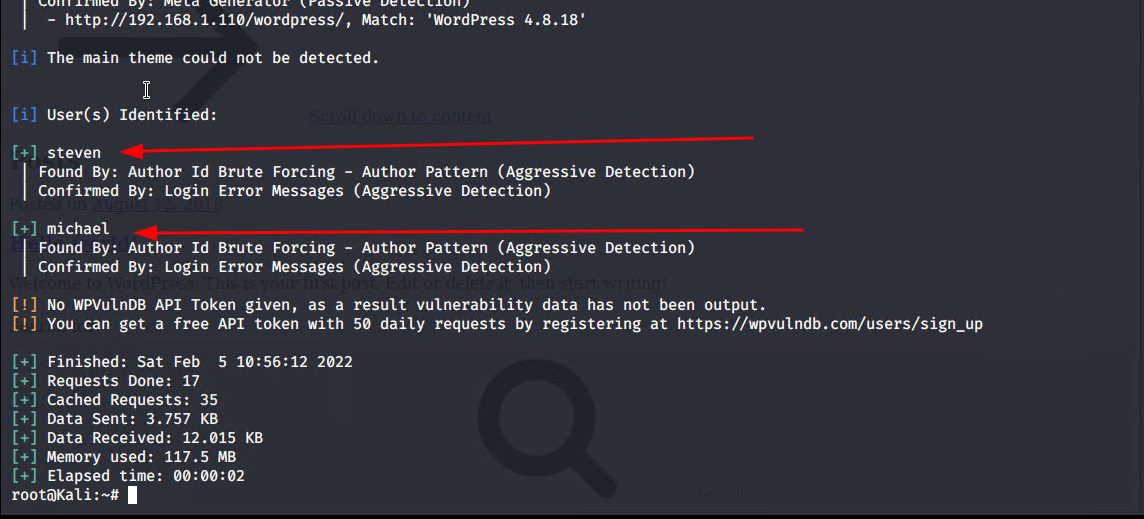 | Confirmed By: Meta Generator (Passive Detection)
|  - http://192.168.1.110/wordpress/, Match: 'WordPress 4.8.18'
[i] The main theme could not be detected.
[i] User(s) Identified:
Scroll down to content
[+] steven
| Found By: Author Id Brute Forcing - Author Pattern (Aggressive Detection)
| Confirmed By: Login Error Messages (Aggressive Detection)
Posted on August 12, 2018
[+] michael
| Found By: Author Id Brute Forcing - Author Pattern (Aggressive Detection)
| Confirmed By: Login Error Messages (Aggressive Detection)
Welcome to WordPress. This is your first post. Edit or delete it, then start writing!
[!] No WPVulnDB API Token given, as a result vulnerability data has not been output.
[!] You can get a free API token with 50 daily requests by registering at https://wpvulndb.com/users/sign_up
[+] Finished: Sat Feb  5 10:56:12 2022
[+] Requests Done: 17
[+] Cached Requests: 35
[+] Data Sent: 3.757 KB
[+] Data Received: 12.015 KB
[+] Memory used: 117.5 MB
[+] Elapsed time: 00:00:02
root@Kali:~#
Search